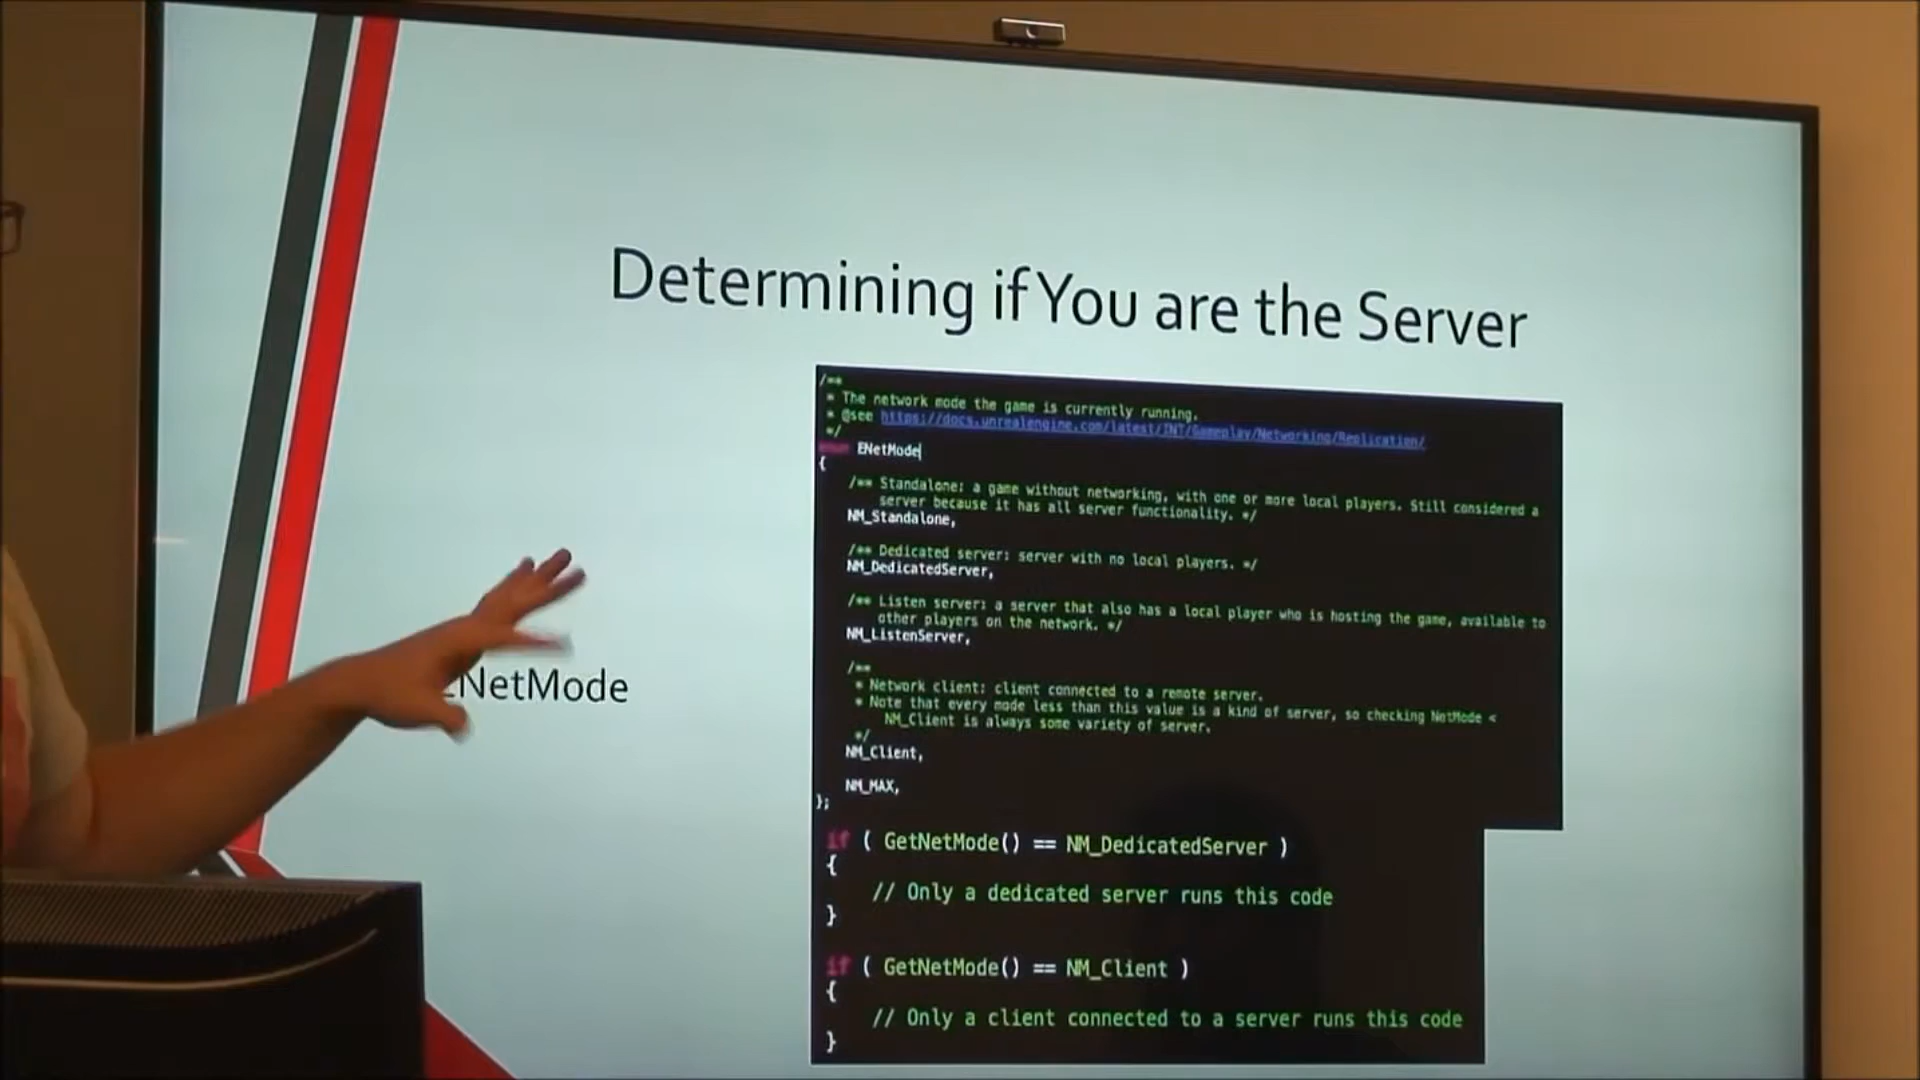 Determining if You are the Server
ENetMode
/**
* The network mode the game is currently running.
* @see https://docs.unrealengine.com/latest/INT/Gameplay/Networking/Replication/
*/
enum ENetMode
{
/** Standalone: a game without networking, with one or more local players. Still considered a
server because it has all server functionality. */
NM_Standalone,
/** Dedicated server: server with no local players. */
NM_DedicatedServer,
/** Listen server: a server that also has a local player who is hosting the game, available to
other players on the network. */
NM_ListenServer,
/**
* Network client: client connected to a remote server.
* Note that every mode less than this value is a kind of server, so checking NetMode <
NM_Client is always some variety of server.
*/
NM_Client,
NM_MAX,
};
if ( GetNetMode() == NM_DedicatedServer )
{
// Only a dedicated server runs this code
}
if ( GetNetMode() == NM_Client )
{
// Only a client connected to a server runs this code
}